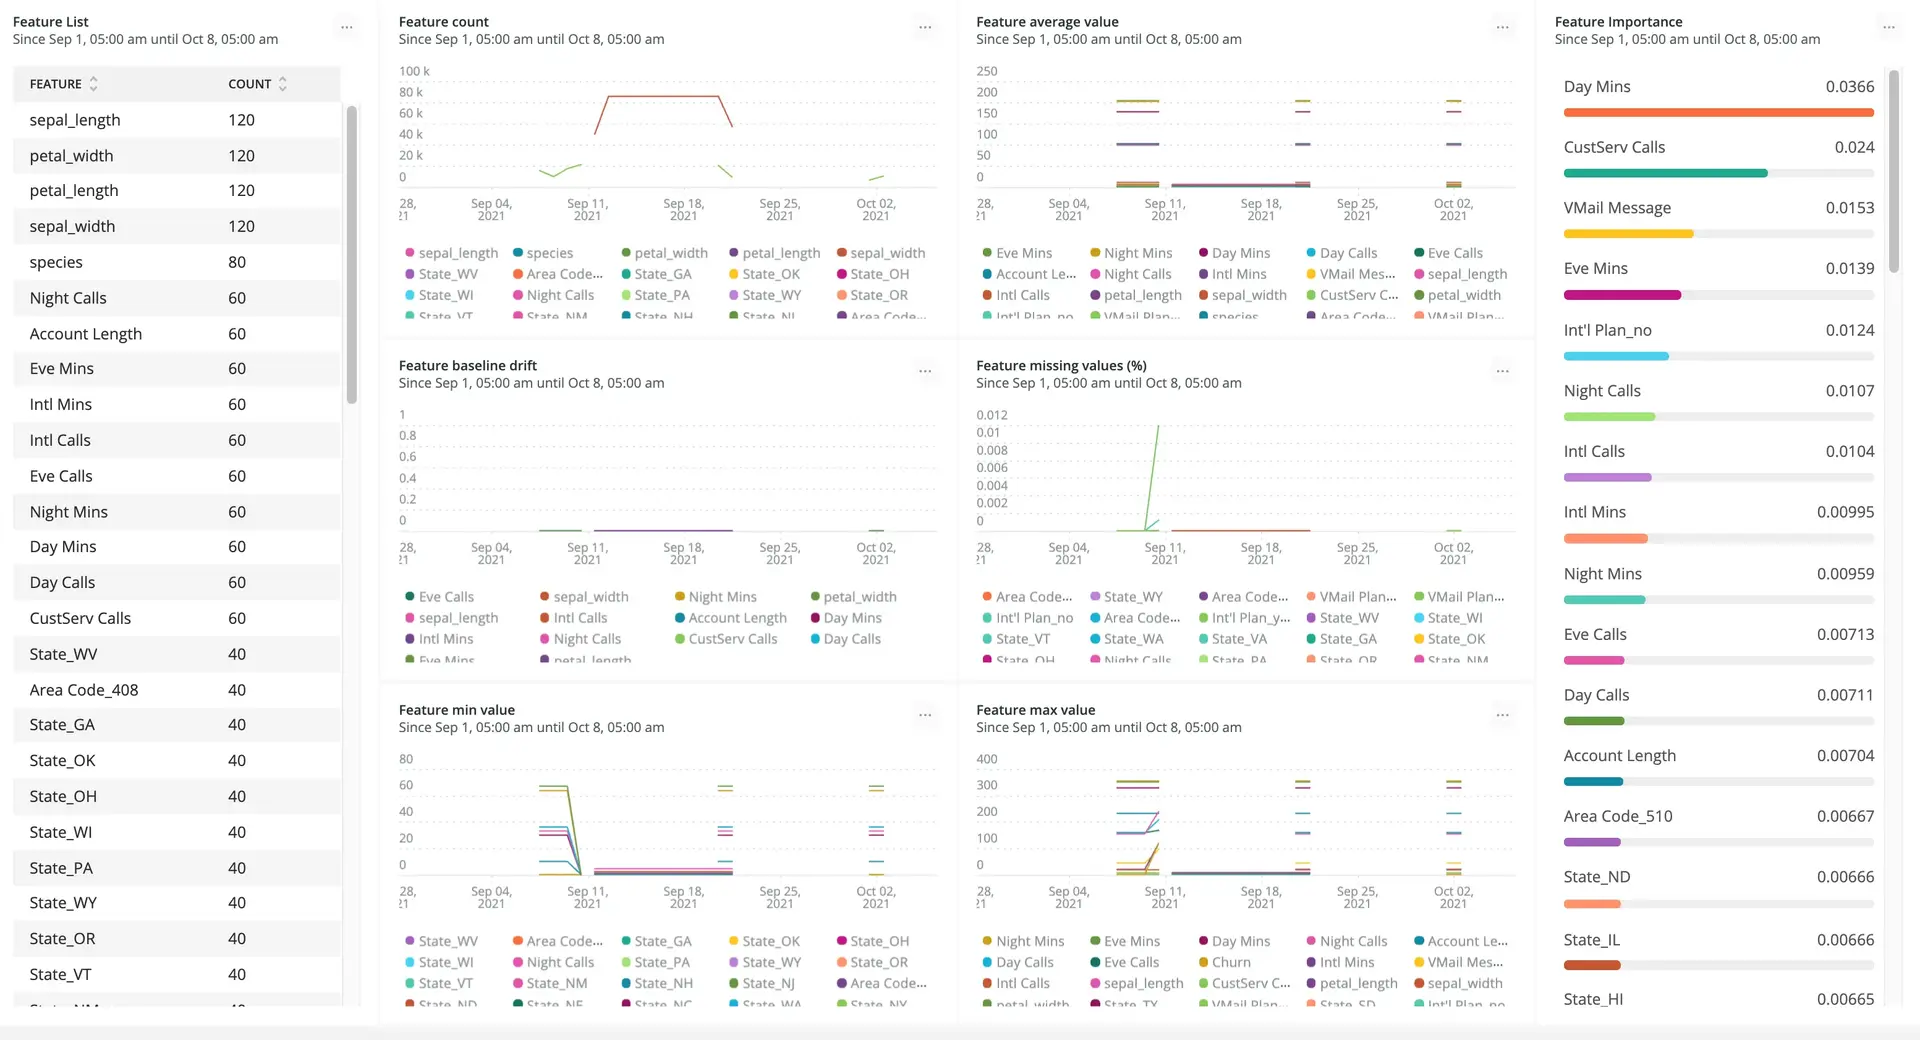 Feature List
Since Sep 1, 05:00 am until Oct 8, 05:00 am
...
FEATURE COUNT
sepal_length 120
petal_width 120
petal_length 120
sepal_width 120
species 80
Night Calls 60
Account Length 60
Eve Mins 60
Intl Mins 60
Intl Calls 60
Eve Calls 60
Night Mins 60
Day Mins 60
Day Calls 60
CustServ Calls 60
State_WV 40
Area Code_408 40
State_GA 40
State_OK 40
State_OH 40
State_WI 40
State_PA 40
State_WY 40
State_OR 40
State_VT 40
State_NM 40
Feature count
Since Sep 1, 05:00 am until Oct 8, 05:00 am
...
100 k
80 k
60 k
40 k
20 k
0
28, Sep 04, Sep 11, Sep 18, Sep 25, Oct 02,
21 2021 2021 2021 2021 2021
sepal_length species petal_width petal_length sepal_width
State_WV Area Code... State_GA State_OK State_OH
State_WI Night Calls State_PA State_WY State_OR
State_VT State_NM State_NH State_NJ Area Code...
Feature average value
Since Sep 1, 05:00 am until Oct 8, 05:00 am
...
250
200
150
100
50
0
28, Sep 04, Sep 11, Sep 18, Sep 25, Oct 02,
21 2021 2021 2021 2021 2021
Eve Mins Night Mins Day Mins Day Calls Eve Calls
Account Le... Night Calls Intl Mins VMail Mes... sepal_length
Intl Calls petal_length sepal_width CustServ C... petal_width
Int'l Plan_no VMail Plan... species Area Code... VMail Plan...
Feature baseline drift
Since Sep 1, 05:00 am until Oct 8, 05:00 am
...
1
0.8
0.6
0.4
0.2
0
28, Sep 04, Sep 11, Sep 18, Sep 25, Oct 02,
21 2021 2021 2021 2021 2021
Eve Calls sepal_width Night Mins petal_width
sepal_length Intl Calls Account Length Day Mins
Intl Mins Night Calls CustServ Calls Day Calls
Eve Mins petal_length
Feature missing values (%)
Since Sep 1, 05:00 am until Oct 8, 05:00 am
...
0.012
0.01
0.008
0.006
0.004
0.002
0
28, Sep 04, Sep 11, Sep 18, Sep 25, Oct 02,
21 2021 2021 2021 2021 2021
Area Code... State_WY Area Code... VMail Plan... VMail Plan...
Int'l Plan_no Area Code... Int'l Plan_y... State_WV State_WI
State_VT State_WA State_VA State_GA State_OK
State_OH Night Calls State_PA State_OR State_NM
Feature min value
Since Sep 1, 05:00 am until Oct 8, 05:00 am
...
80
60
40
20
0
28, Sep 04, Sep 11, Sep 18, Sep 25, Oct 02,
21 2021 2021 2021 2021 2021
State_WV Area Code... State_GA State_OK State_OH
State_WI Night Calls State_PA State_WY State_OR
State_VT State_NM State_NH State_NJ Area Code...
State_ND State_NE State_NC State_WA State_NY
Feature max value
Since Sep 1, 05:00 am until Oct 8, 05:00 am
...
400
300
200
100
0
28, Sep 04, Sep 11, Sep 18, Sep 25, Oct 02,
21 2021 2021 2021 2021 2021
Night Mins Eve Mins Day Mins Night Calls Account Le...
Day Calls Eve Calls Churn Intl Mins VMail Mes...
Intl Calls sepal_length CustServ C... petal_length sepal_width
petal_width State_TX VMail Plan... State_SD Int'l Plan_no
Feature Importance
Since Sep 1, 05:00 am until Oct 8, 05:00 am
...
Day Mins 0.0366
CustServ Calls 0.024
VMail Message 0.0153
Eve Mins 0.0139
Int'l Plan_no 0.0124
Night Calls 0.0107
Intl Calls 0.0104
Intl Mins 0.00995
Night Mins 0.00959
Eve Calls 0.00713
Day Calls 0.00711
Account Length 0.00704
Area Code_510 0.00667
State_ND 0.00666
State_IL 0.00666
State_HI 0.00665